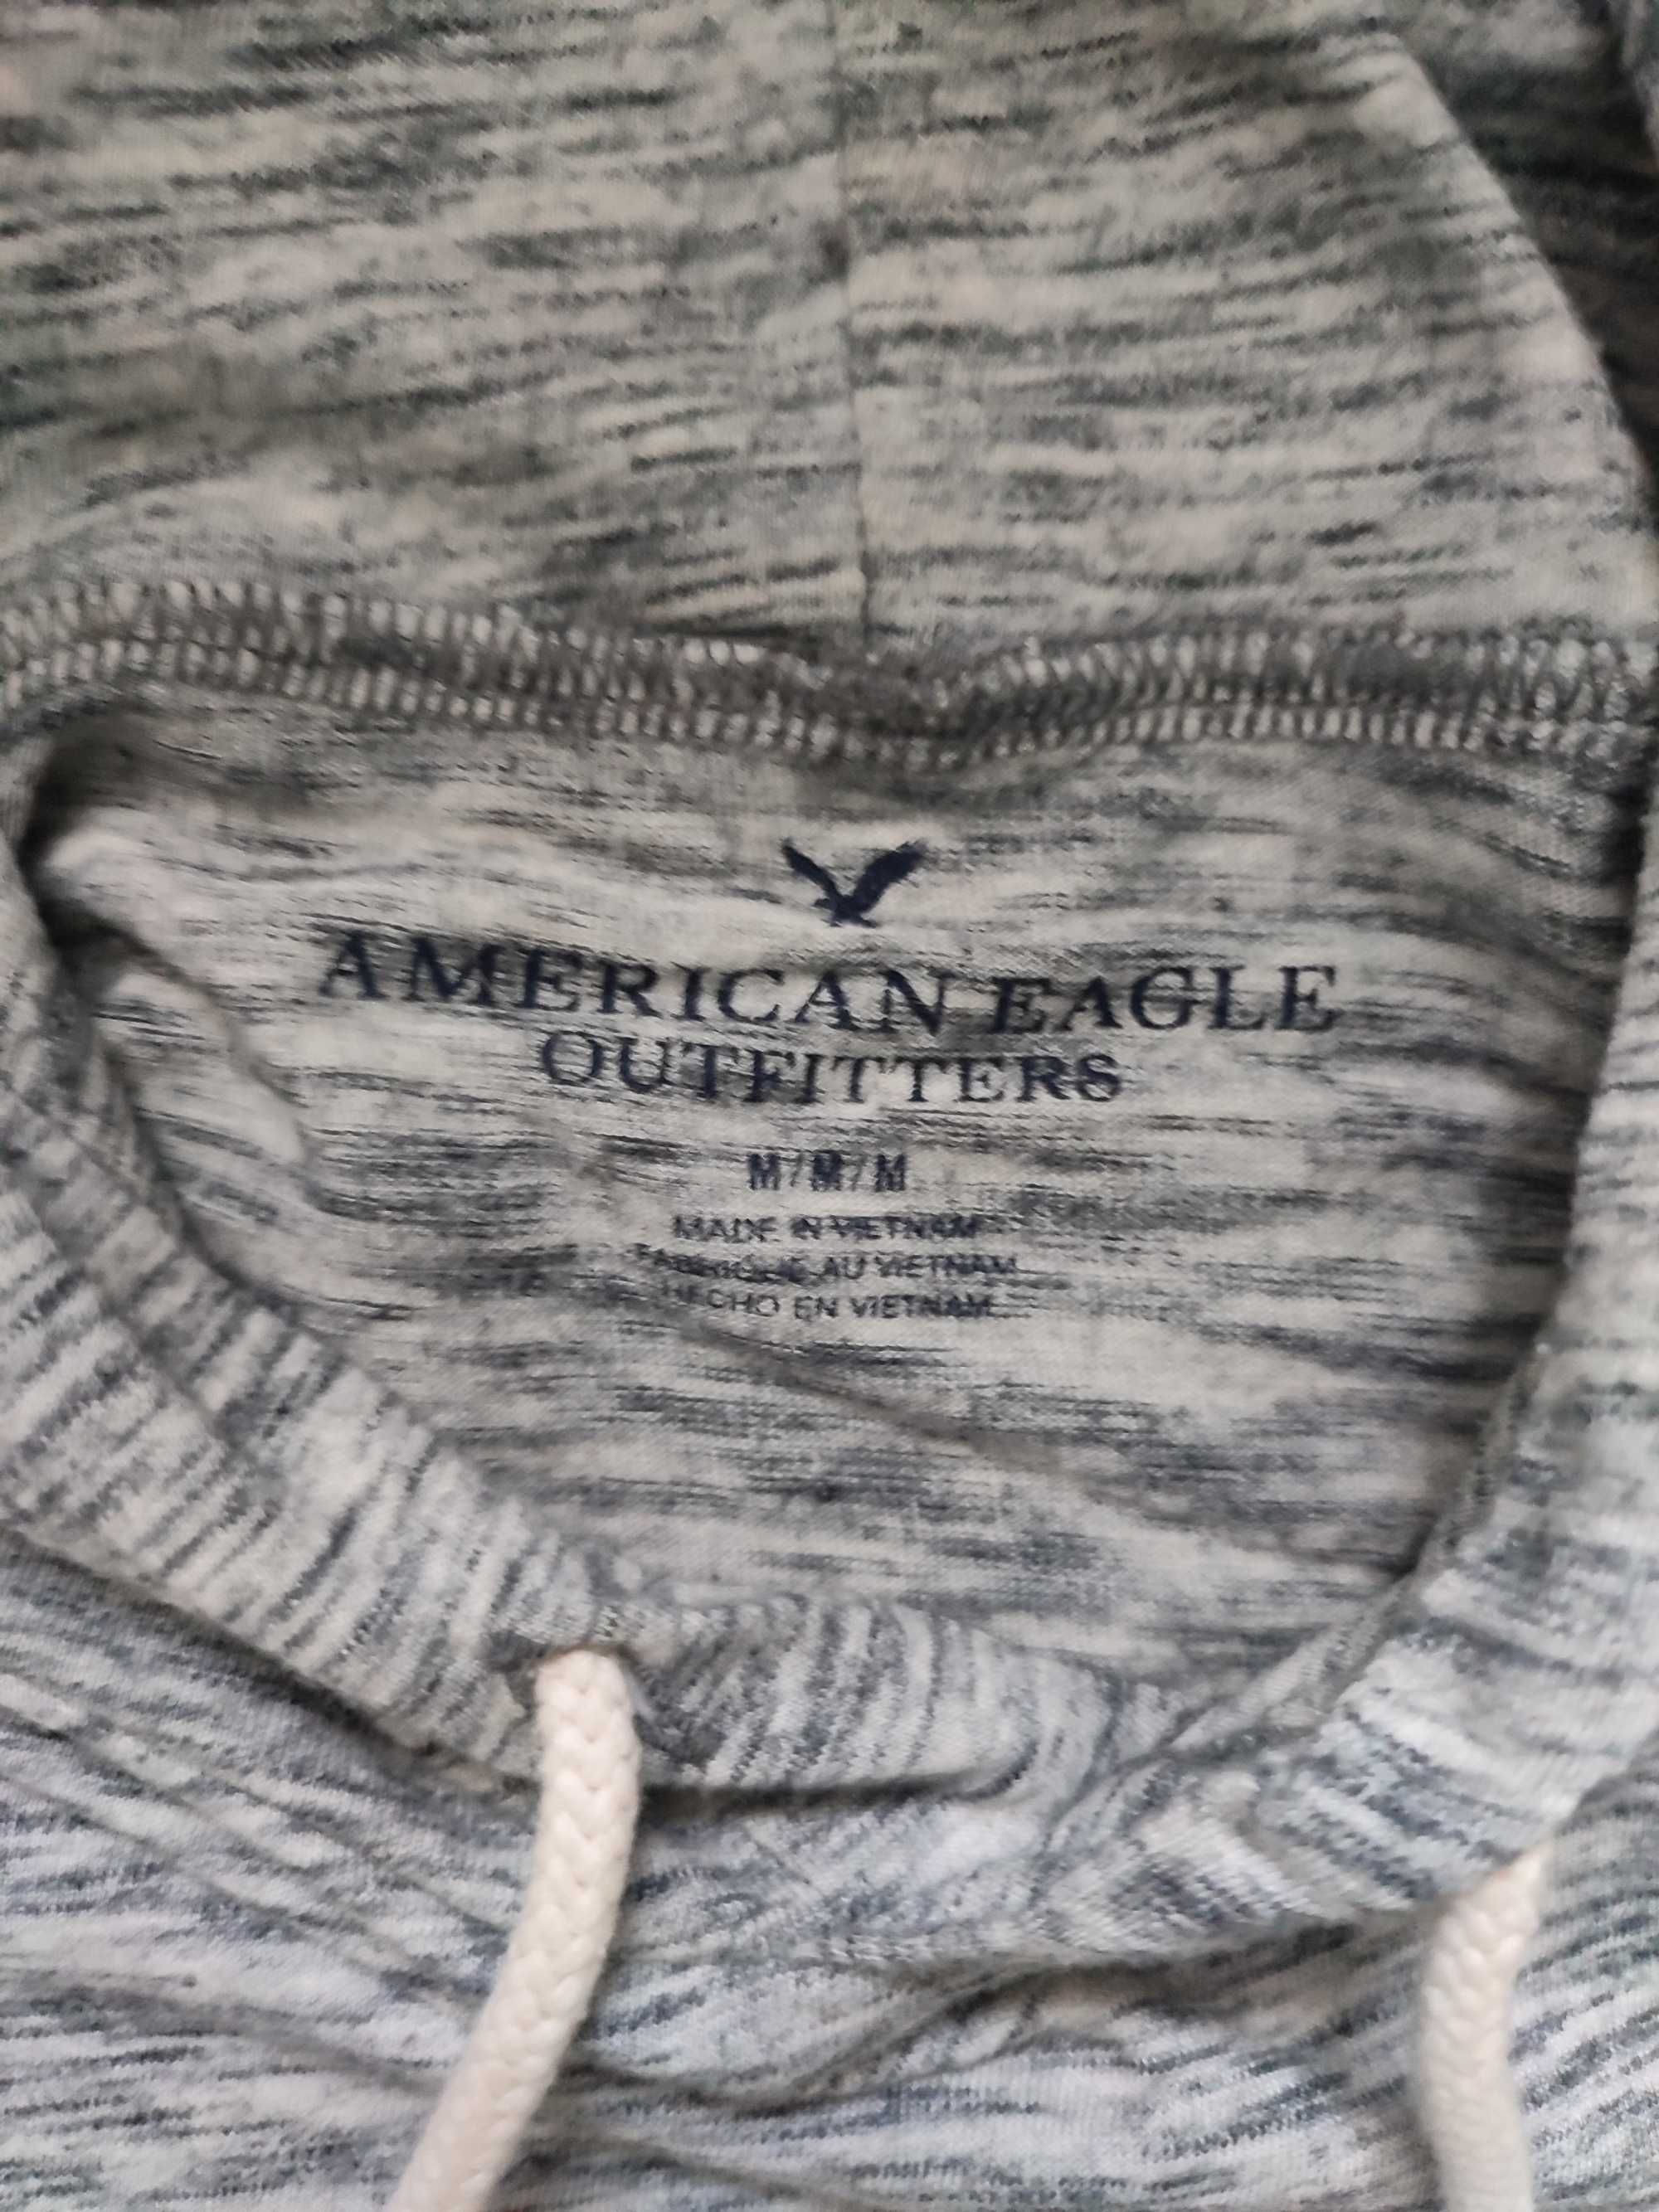 AMERICAN EAGLE
OUTFITTERS
M/M/M
MADE IN VIETNAM
FABRIQUÉ AU VIETNAM
HECHO EN VIETNAM